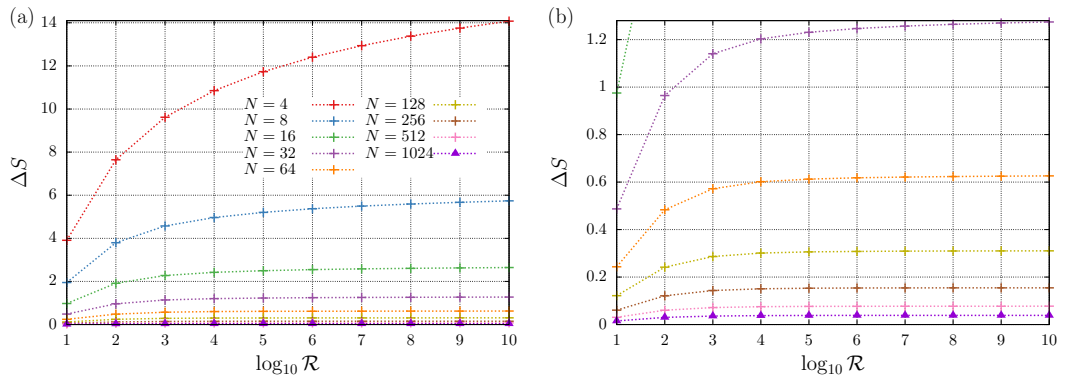 (a)
14
12
10
8
6
4
2
0
ΔS
N = 4
N = 8
N = 16
N = 32
N = 64
N = 128
N = 256
N = 512
N = 1024
1 2 3 4 5 6 7 8 9 10
log₁₀ ℛ
(b)
1.2
1
0.8
0.6
0.4
0.2
0
ΔS
1 2 3 4 5 6 7 8 9 10
log₁₀ ℛ